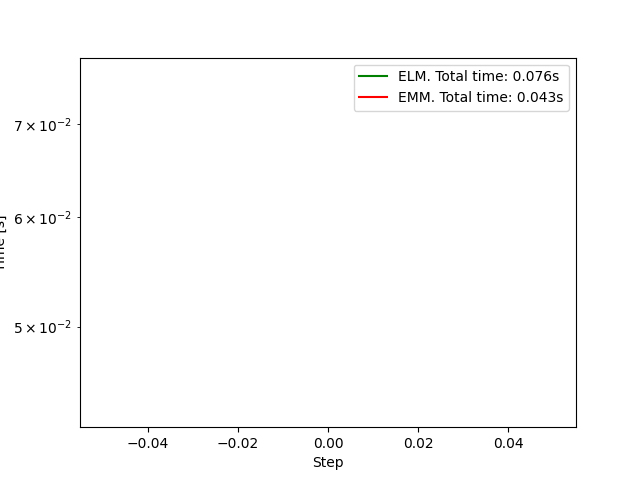 ELM. Total time: 0.076s
EMM. Total time: 0.043s
7 × 10⁻²
6 × 10⁻²
5 × 10⁻²
[s]
−0.04 −0.02 0.00 0.02 0.04
Step